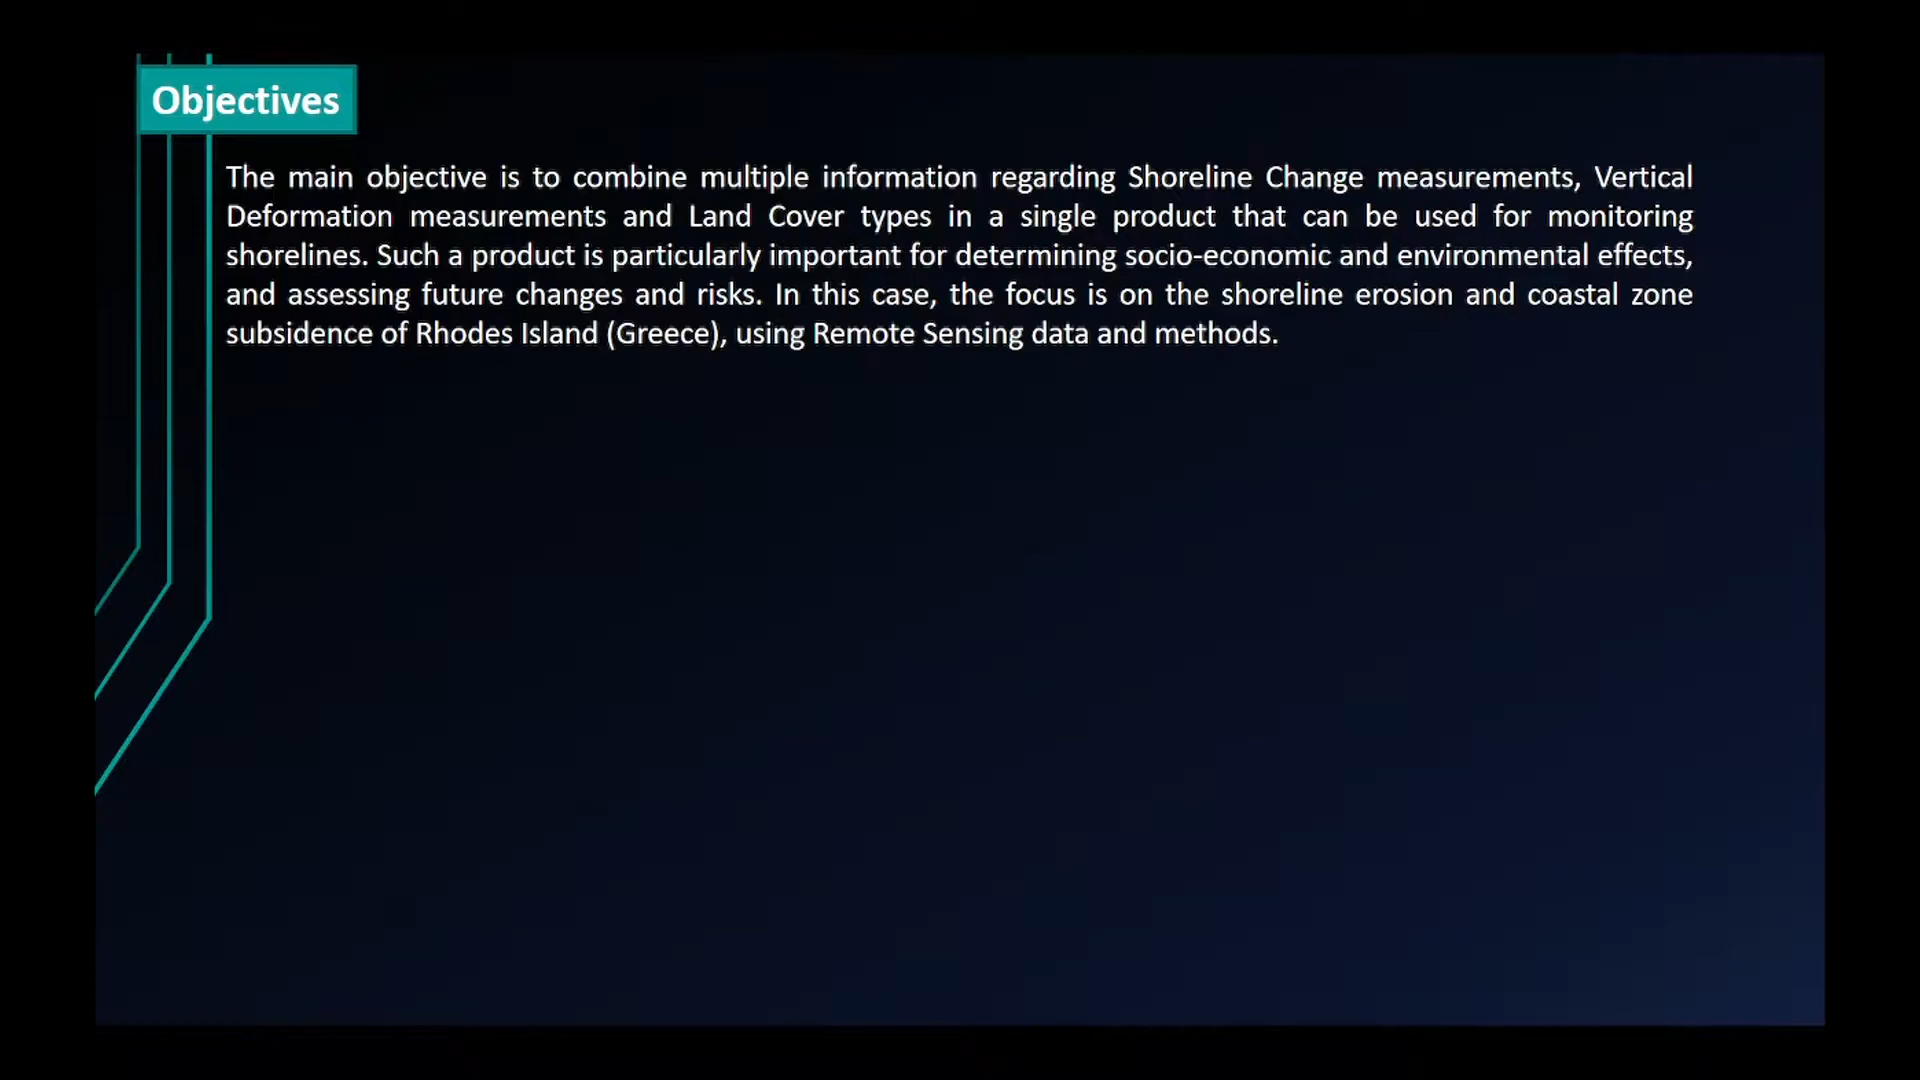 Objectives
The main objective is to combine multiple information regarding Shoreline Change measurements, Vertical
Deformation measurements and Land Cover types in a single product that can be used for monitoring
shorelines. Such a product is particularly important for determining socio-economic and environmental effects,
and assessing future changes and risks. In this case, the focus is on the shoreline erosion and coastal zone
subsidence of Rhodes Island (Greece), using Remote Sensing data and methods.